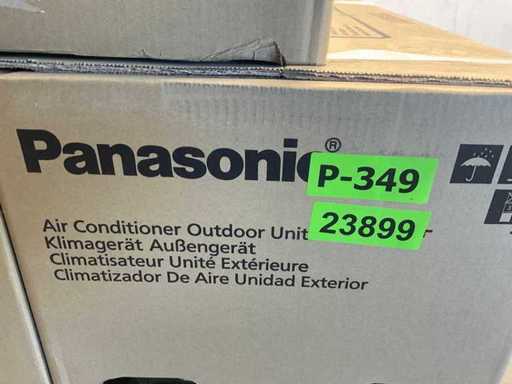 Panasonic®
P-349
23899
Air Conditioner Outdoor Unit
Klimagerät Außengerät
Climatisateur Unité Extérieure
Climatizador De Aire Unidad Exterior